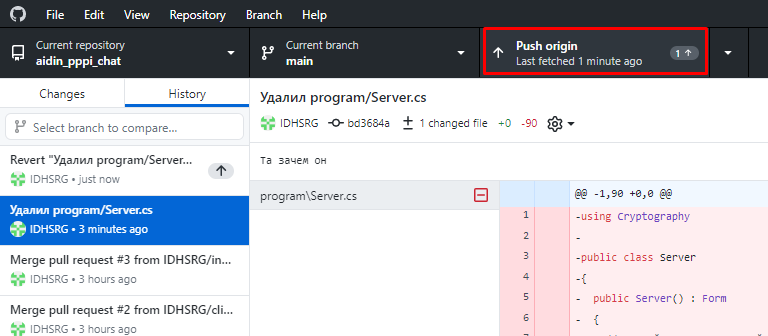 File Edit View Repository Branch Help
Current repository
aidin_pppi_chat
Current branch
main
Push origin
Last fetched 1 minute ago
1
Changes
History
Select branch to compare...
Revert "Удалил program/Server...
IDHSRG • just now
Удалил program/Server.cs
IDHSRG • 3 minutes ago
Merge pull request #3 from IDHSRG/in...
IDHSRG • 3 hours ago
Merge pull request #2 from IDHSRG/cli...
IDHSRG • 3 hours ago
Удалил program/Server.cs
IDHSRG bd3684a ± 1 changed file +0 -90
Та зачем он
program\Server.cs
@@ -1,90 +0,0 @@
1 -using Cryptography
2 -
3 -public class Server
4 -{
5 - public Server() : Form
6 - {
7